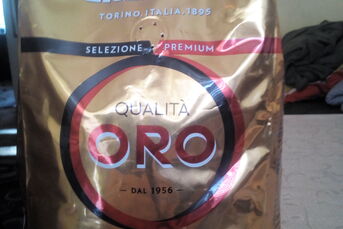 TORINO, ITALIA, 1895
SELEZIONE PREMIUM
QUALITÀ
ORO
— DAL 1956 —